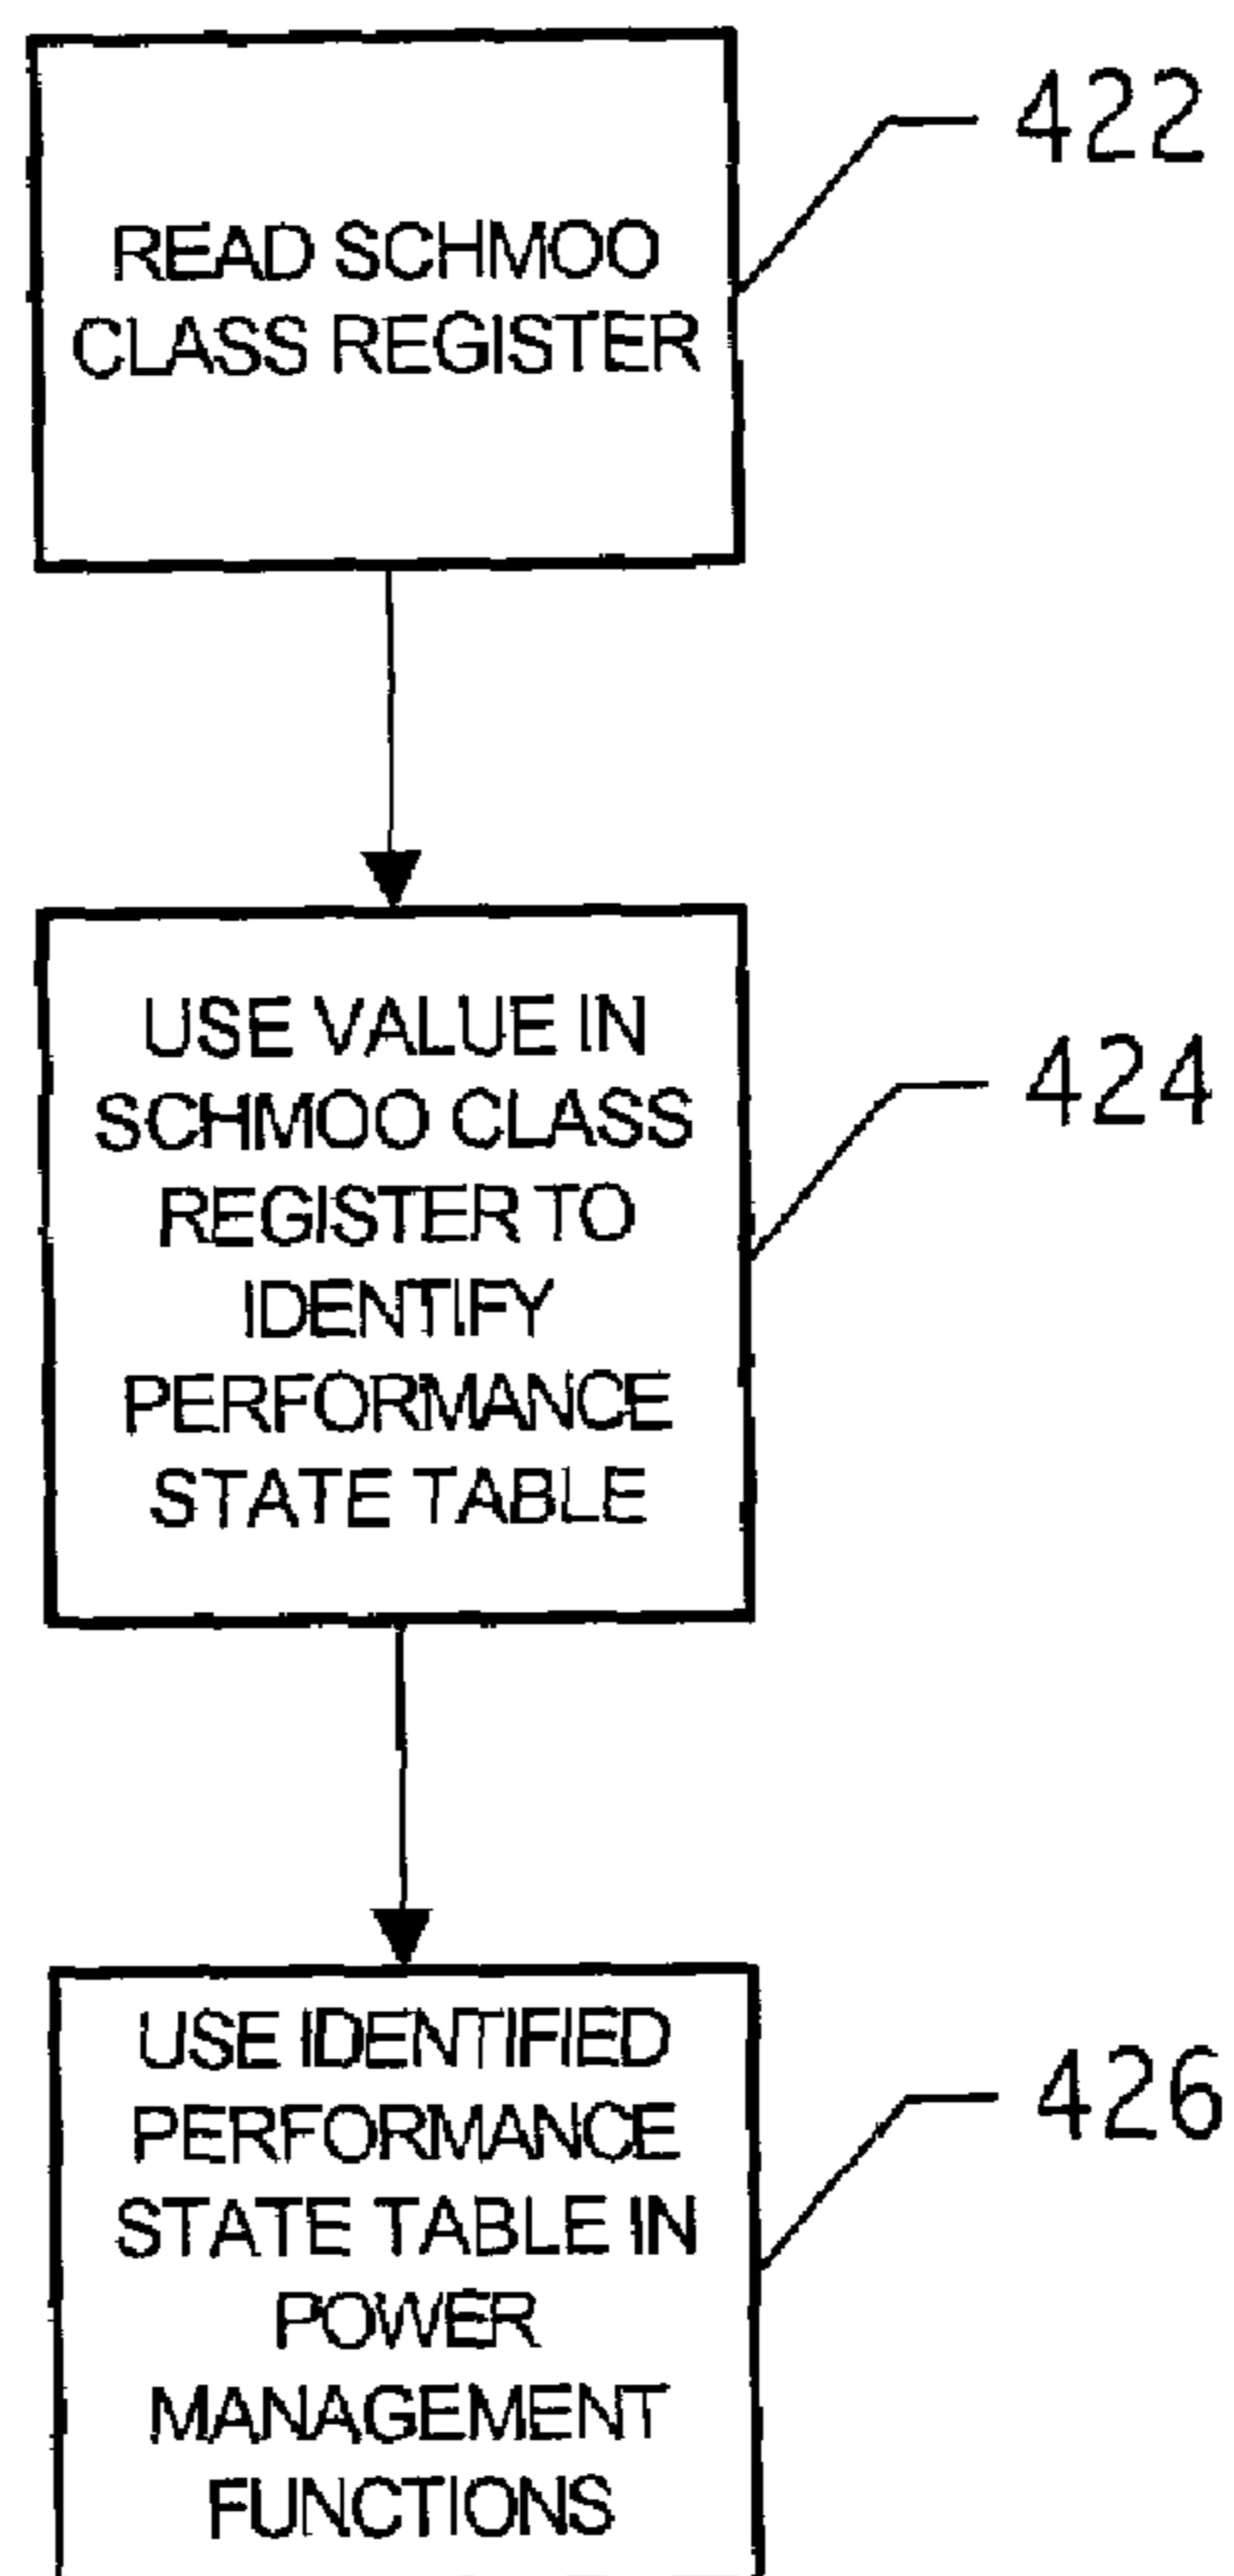 READ SCHMOO
CLASS REGISTER
422
USE VALUE IN
SCHMOO CLASS
REGISTER TO
IDENTIFY
PERFORMANCE
STATE TABLE
424
USE IDENTIFIED
PERFORMANCE
STATE TABLE IN
POWER
MANAGEMENT
FUNCTIONS
426